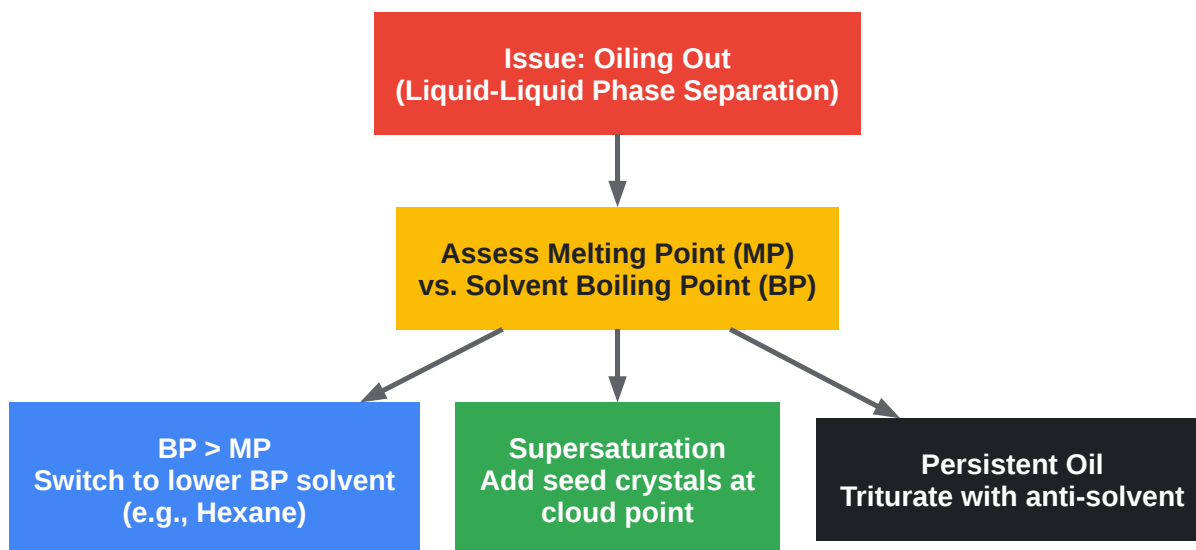 Issue: Oiling Out
(Liquid-Liquid Phase Separation)
Assess Melting Point (MP)
vs. Solvent Boiling Point (BP)
BP > MP
Switch to lower BP solvent
(e.g., Hexane)
Supersaturation
Add seed crystals at
cloud point
Persistent Oil
Triturate with anti-solvent